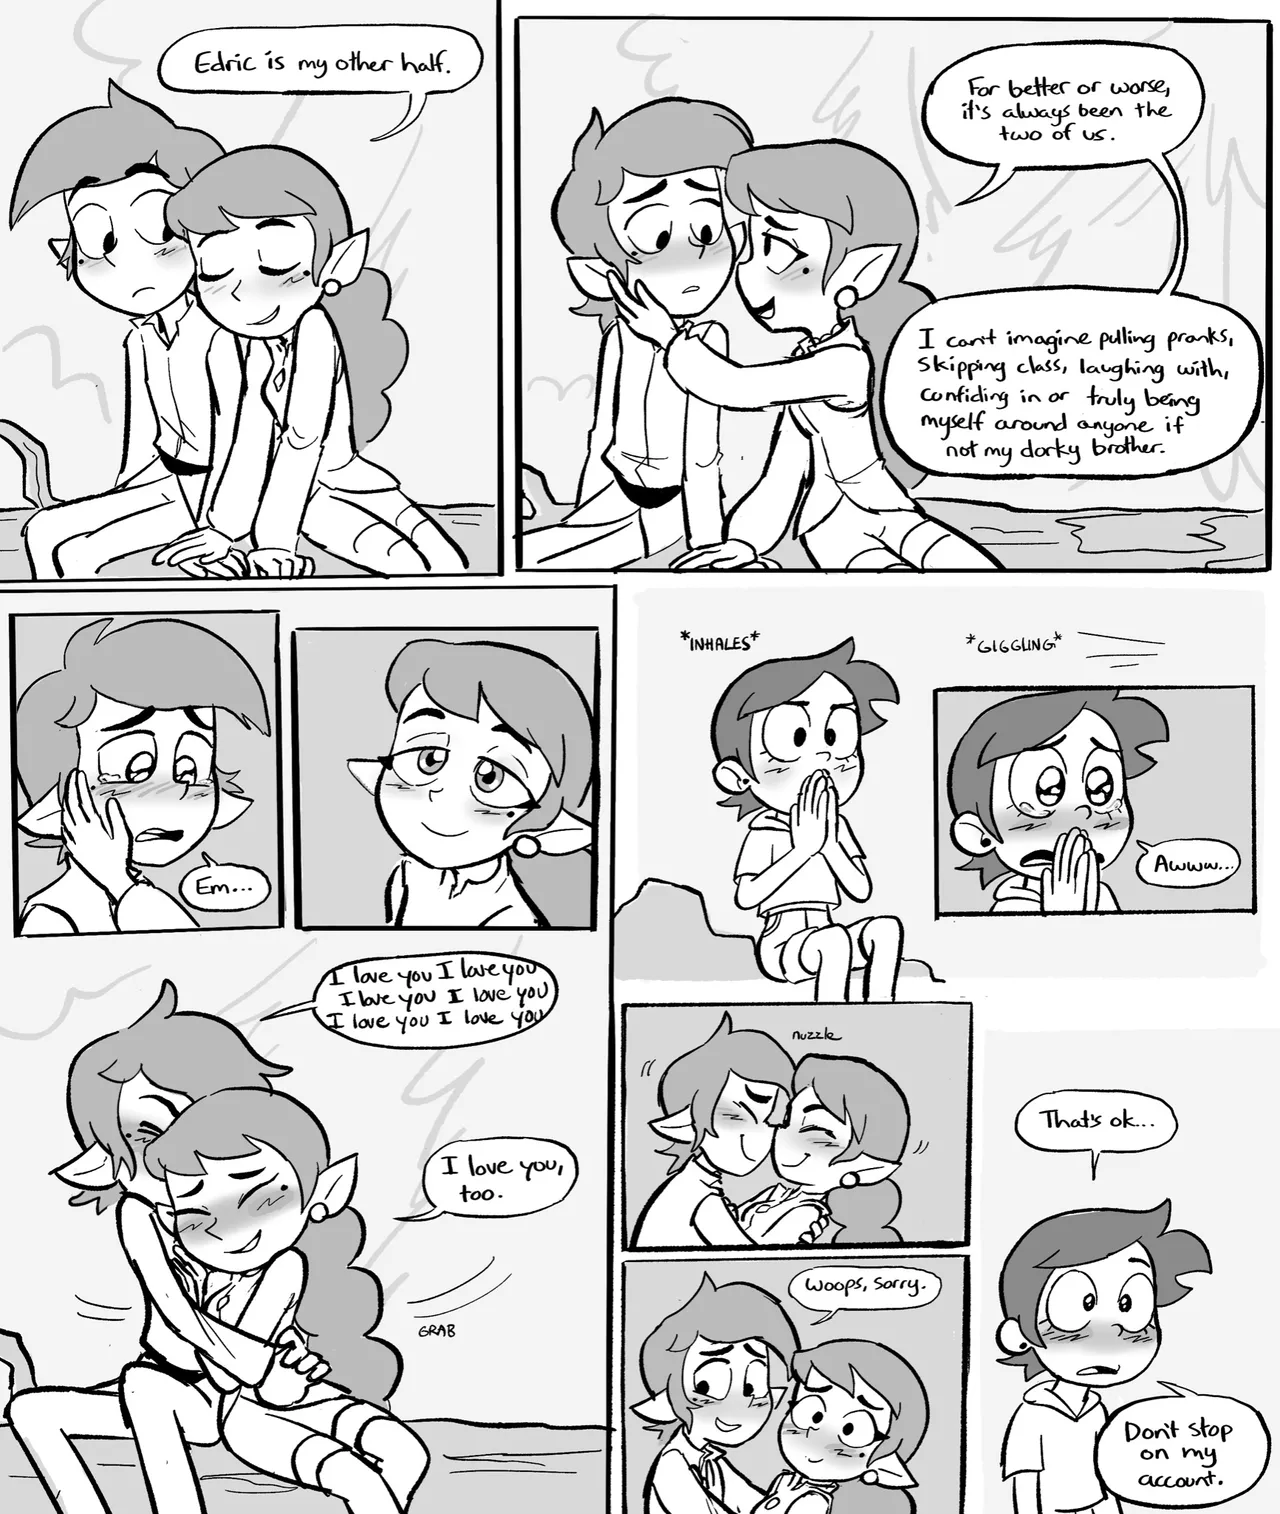 Edric is my other half.
For better or worse,
it's always been the
two of us.
I can't imagine pulling pranks,
skipping class, laughing with,
confiding in or truly being
myself around anyone if
not my dorky brother.
Em...
*INHALES*
*GIGGLING*
Awww...
I love you I love you
I love you I love you
I love you I love you
I love you,
too.
GRAB
nuzzle
Woops, sorry.
That's ok...
Don't stop
on my
account.